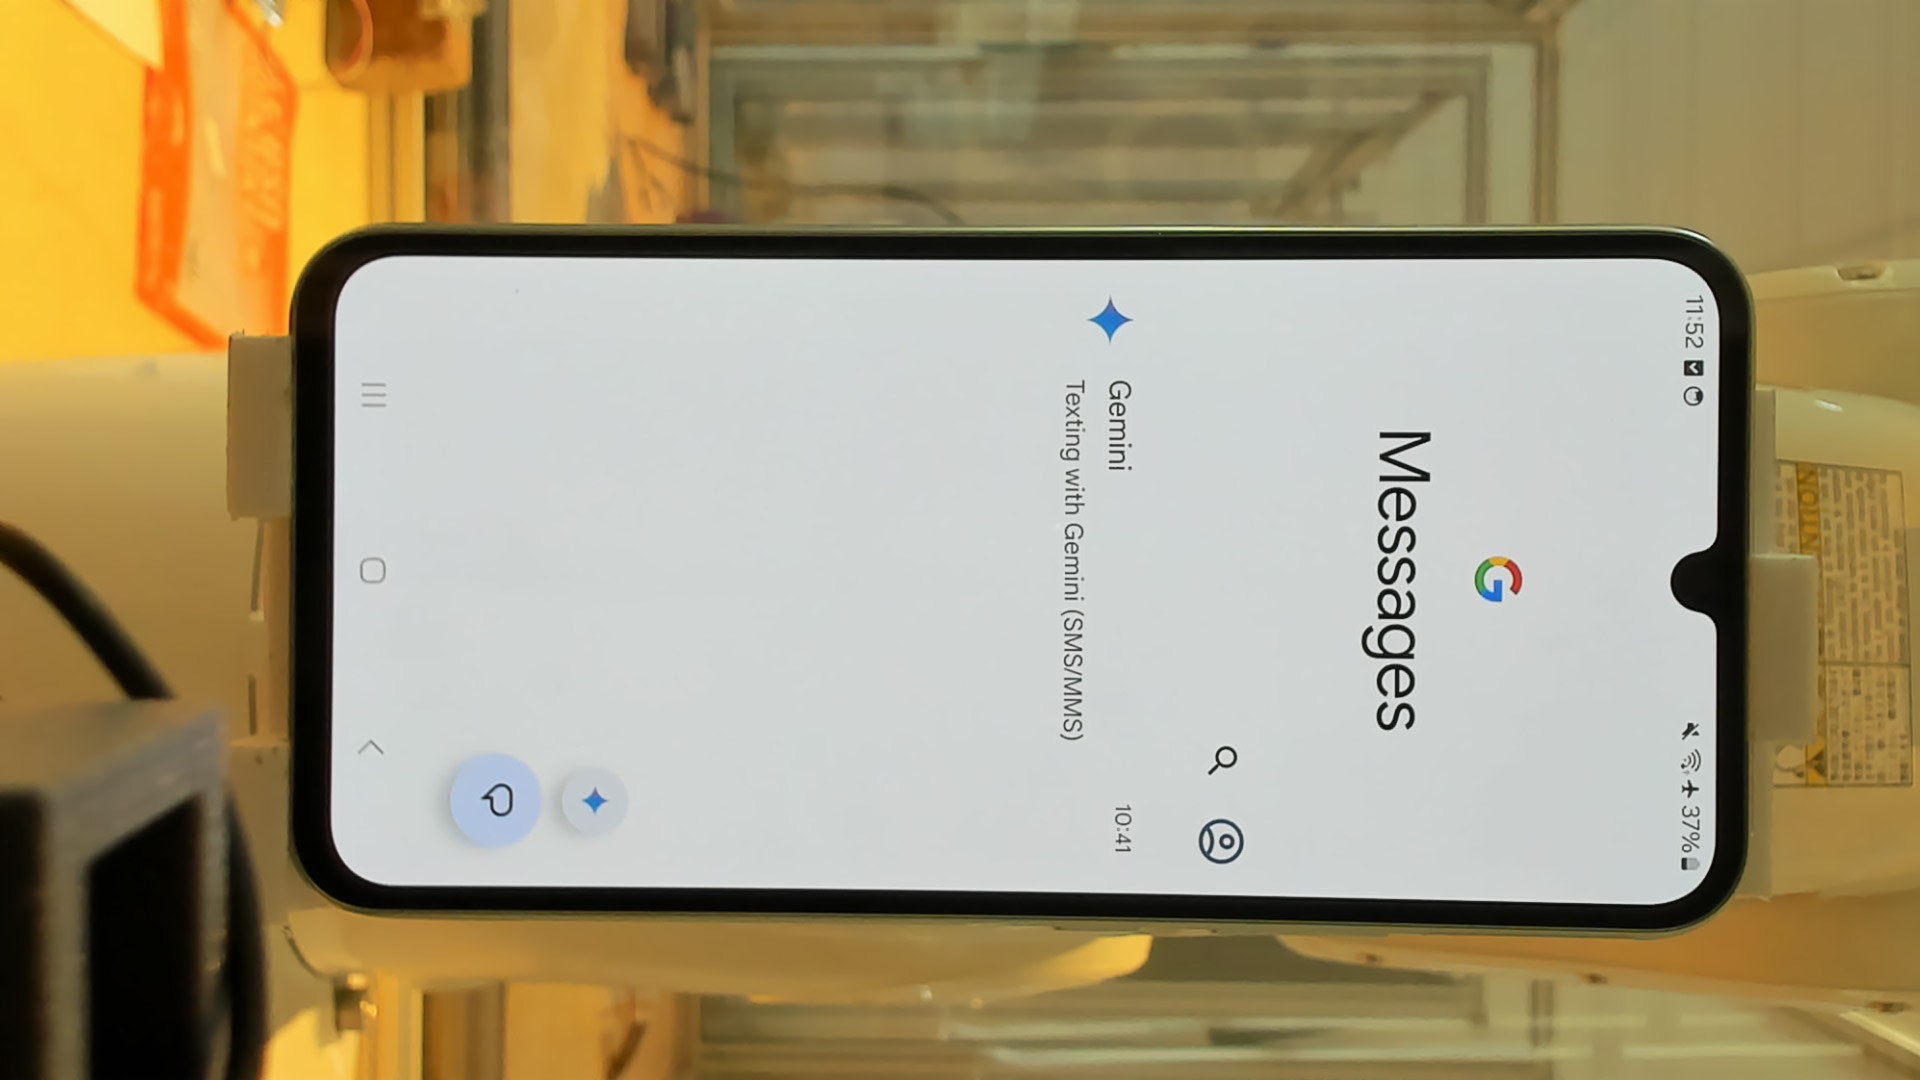 11:52
37%
Messages
Gemini
10:41
Texting with Gemini (SMS/MMS)